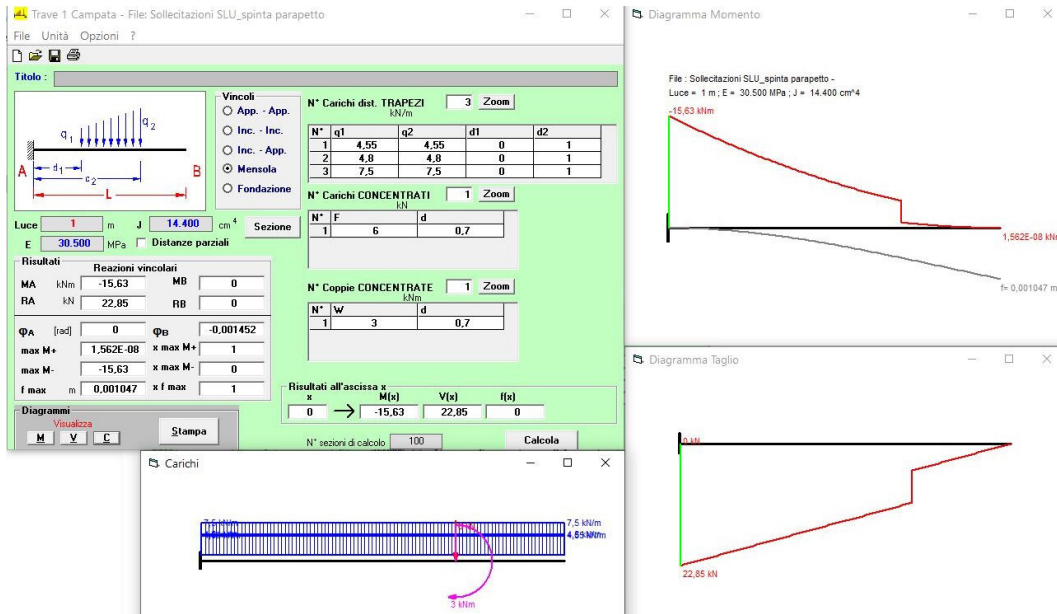 Trave 1 Campata - File: Sollecitazioni SLU_spinta parapetto
File Unità Opzioni ?
Titolo :
q1 q2
A B
d1
L
Vincoli
App. - App.
Inc. - Inc.
Inc. - App.
Mensola
Fondazione
N° Carichi dist. TRAPEZI 3 Zoom
kN/m
N° q1 q2 d1 d2
1 4,55 4,55 0 1
2 4,8 4,8 0 1
3 7,5 7,5 0 1
N° Carichi CONCENTRATI 1 Zoom
kN
N° F d
1 6 0,7
Luce 1 m J 14.400 cm^4 Sezione
E 30.500 MPa Distanze parziali
Risultati
Reazioni vincolari
MA kNm -15,63 MB 0
RA kN 22,85 RB 0
φA [rad] 0 φB -0,001452
max M+ 1,562E-08 x max M+ 1
max M- -15,63 x max M- 0
f max m 0,001047 x f max 1
N° Coppie CONCENTRATE 1 Zoom
kNm
N° W d
1 3 0,7
Risultati all'ascissa x
x M(x) V(x) f(x)
0 -15,63 22,85 0
Diagrammi
Visualizza
M V C
Stampa
N° sezioni di calcolo 100 Calcola
Diagramma Momento
File : Sollecitazioni SLU_spinta parapetto -
Luce = 1 m ; E = 30.500 MPa ; J = 14.400 cm^4
-15,63 kNm
1,562E-08 kN
f= 0,001047 m
Diagramma Taglio
0 kN
22,85 kN
Carichi
7,5 kN/m 7,5 kN/m
3 kNm